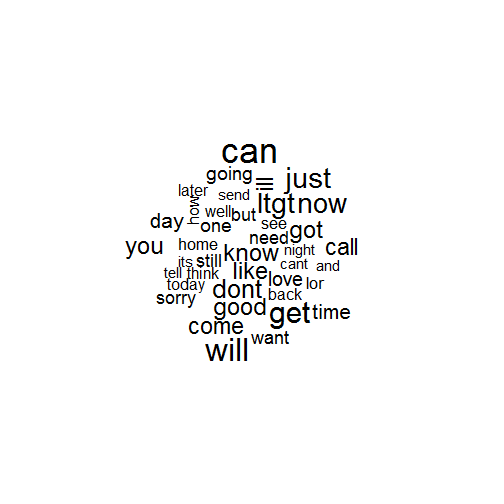 can
going
ill
just
later
send
how
ltgt
now
well
but
day
one
see
got
need
you
home
know
night
call
its
still
cant
and
tell
think
like
love
lor
today
dont
back
sorry
good
get
time
come
want
will